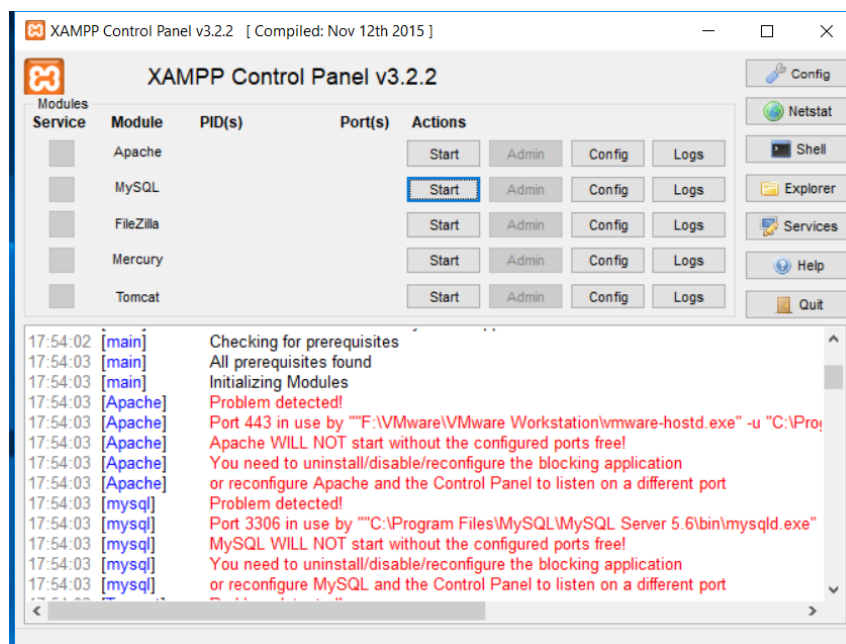 XAMPP Control Panel v3.2.2 [ Compiled: Nov 12th 2015 ]
XAMPP Control Panel v3.2.2
Config
Modules
Service Module PID(s) Port(s) Actions
Netstat
Apache Start Admin Config Logs
Shell
MySQL Start Admin Config Logs
Explorer
FileZilla Start Admin Config Logs
Services
Mercury Start Admin Config Logs
Help
Tomcat Start Admin Config Logs
Quit
17:54:02 [main] Checking for prerequisites
17:54:03 [main] All prerequisites found
17:54:03 [main] Initializing Modules
17:54:03 [Apache] Problem detected!
17:54:03 [Apache] Port 443 in use by ""F:\VMware\VMware Workstation\vmware-hostd.exe" -u "C:\Prog
17:54:03 [Apache] Apache WILL NOT start without the configured ports free!
17:54:03 [Apache] You need to uninstall/disable/reconfigure the blocking application
17:54:03 [Apache] or reconfigure Apache and the Control Panel to listen on a different port
17:54:03 [mysql] Problem detected!
17:54:03 [mysql] Port 3306 in use by ""C:\Program Files\MySQL\MySQL Server 5.6\bin\mysqld.exe"
17:54:03 [mysql] MySQL WILL NOT start without the configured ports free!
17:54:03 [mysql] You need to uninstall/disable/reconfigure the blocking application
17:54:03 [mysql] or reconfigure MySQL and the Control Panel to listen on a different port